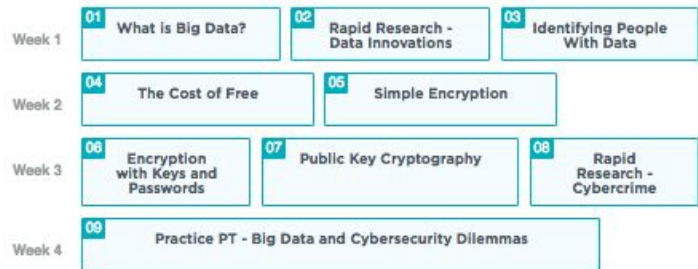 01
What is Big Data?
02
Rapid Research -
Data Innovations
03
Identifying People
With Data
Week 1
04
The Cost of Free
05
Simple Encryption
Week 2
06
Encryption
with Keys and
Passwords
07
Public Key Cryptography
08
Rapid
Research -
Cybercrime
Week 3
09
Practice PT - Big Data and Cybersecurity Dilemmas
Week 4